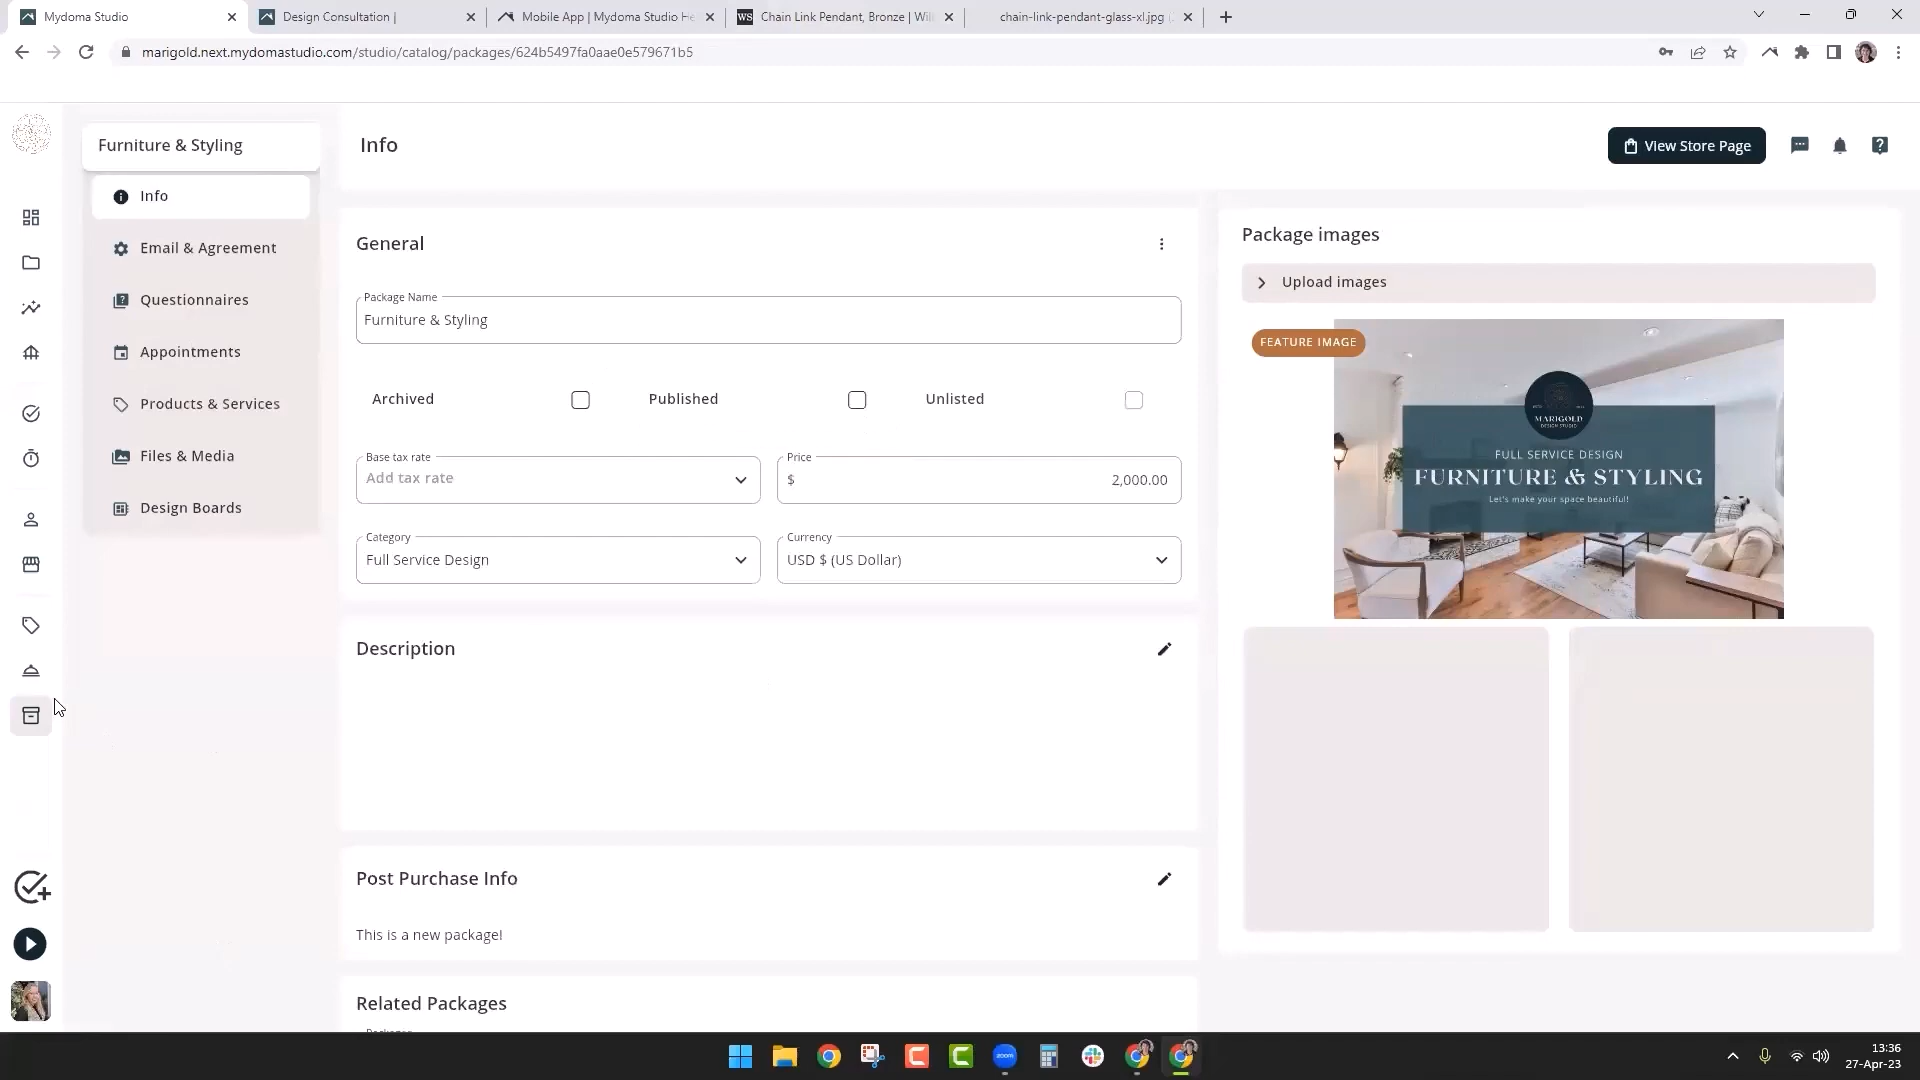 Mydoma Studio
Design Consultation |
Mobile App | Mydoma Studio He
WS
Chain Link Pendant, Bronze | Will
chain-link-pendant-glass-xl.jpg
marigold.next.mydomastudio.com/studio/catalog/packages/624b5497fa0aae0e579671b5
Furniture & Styling
Info
Email & Agreement
Questionnaires
Appointments
Products & Services
Files & Media
Design Boards
Info
View Store Page
General
Package Name
Furniture & Styling
Archived
Published
Unlisted
Base tax rate
Add tax rate
Price
$ 2,000.00
Category
Full Service Design
Currency
USD $ (US Dollar)
Description
Post Purchase Info
This is a new package!
Related Packages
Package images
Upload images
FEATURE IMAGE
MARIGOLD
DESIGN STUDIO
FULL SERVICE DESIGN
FURNITURE & STYLING
Let's make your space beautiful!
zoom
13:36
27-Apr-23